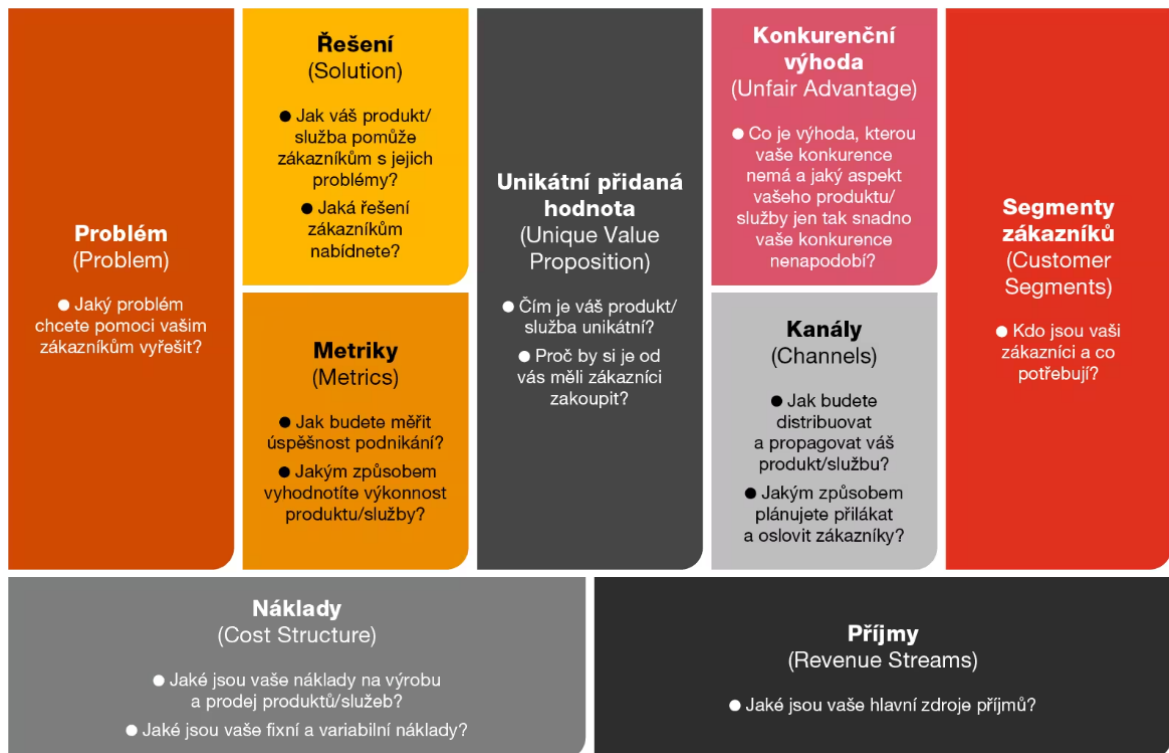 Problém
(Problem)
● Jaký problém
chcete pomoci vašim
zákazníkům vyřešit?
Řešení
(Solution)
● Jak váš produkt/
služba pomůže
zákazníkům s jejich
problémy?
● Jaká řešení
zákazníkům
nabídnete?
Metriky
(Metrics)
● Jak budete měřit
úspěšnost podnikání?
● Jakým způsobem
vyhodnotíte výkonnost
produktu/služby?
Unikátní přidaná
hodnota
(Unique Value
Proposition)
● Čím je váš produkt/
služba unikátní?
● Proč by si je od
vás měli zákazníci
zakoupit?
Konkurenční
výhoda
(Unfair Advantage)
● Co je výhoda, kterou
vaše konkurence
nemá a jaký aspekt
vašeho produktu/
služby jen tak snadno
vaše konkurence
nenapodobí?
Kanály
(Channels)
● Jak budete
distribuovat
a propagovat váš
produkt/službu?
● Jakým způsobem
plánujete přilákat
a oslovit zákazníky?
Segmenty
zákazníků
(Customer
Segments)
● Kdo jsou vaši
zákazníci a co
potřebují?
Náklady
(Cost Structure)
● Jaké jsou vaše náklady na výrobu
a prodej produktů/služeb?
● Jaké jsou vaše fixní a variabilní náklady?
Příjmy
(Revenue Streams)
● Jaké jsou vaše hlavní zdroje příjmů?